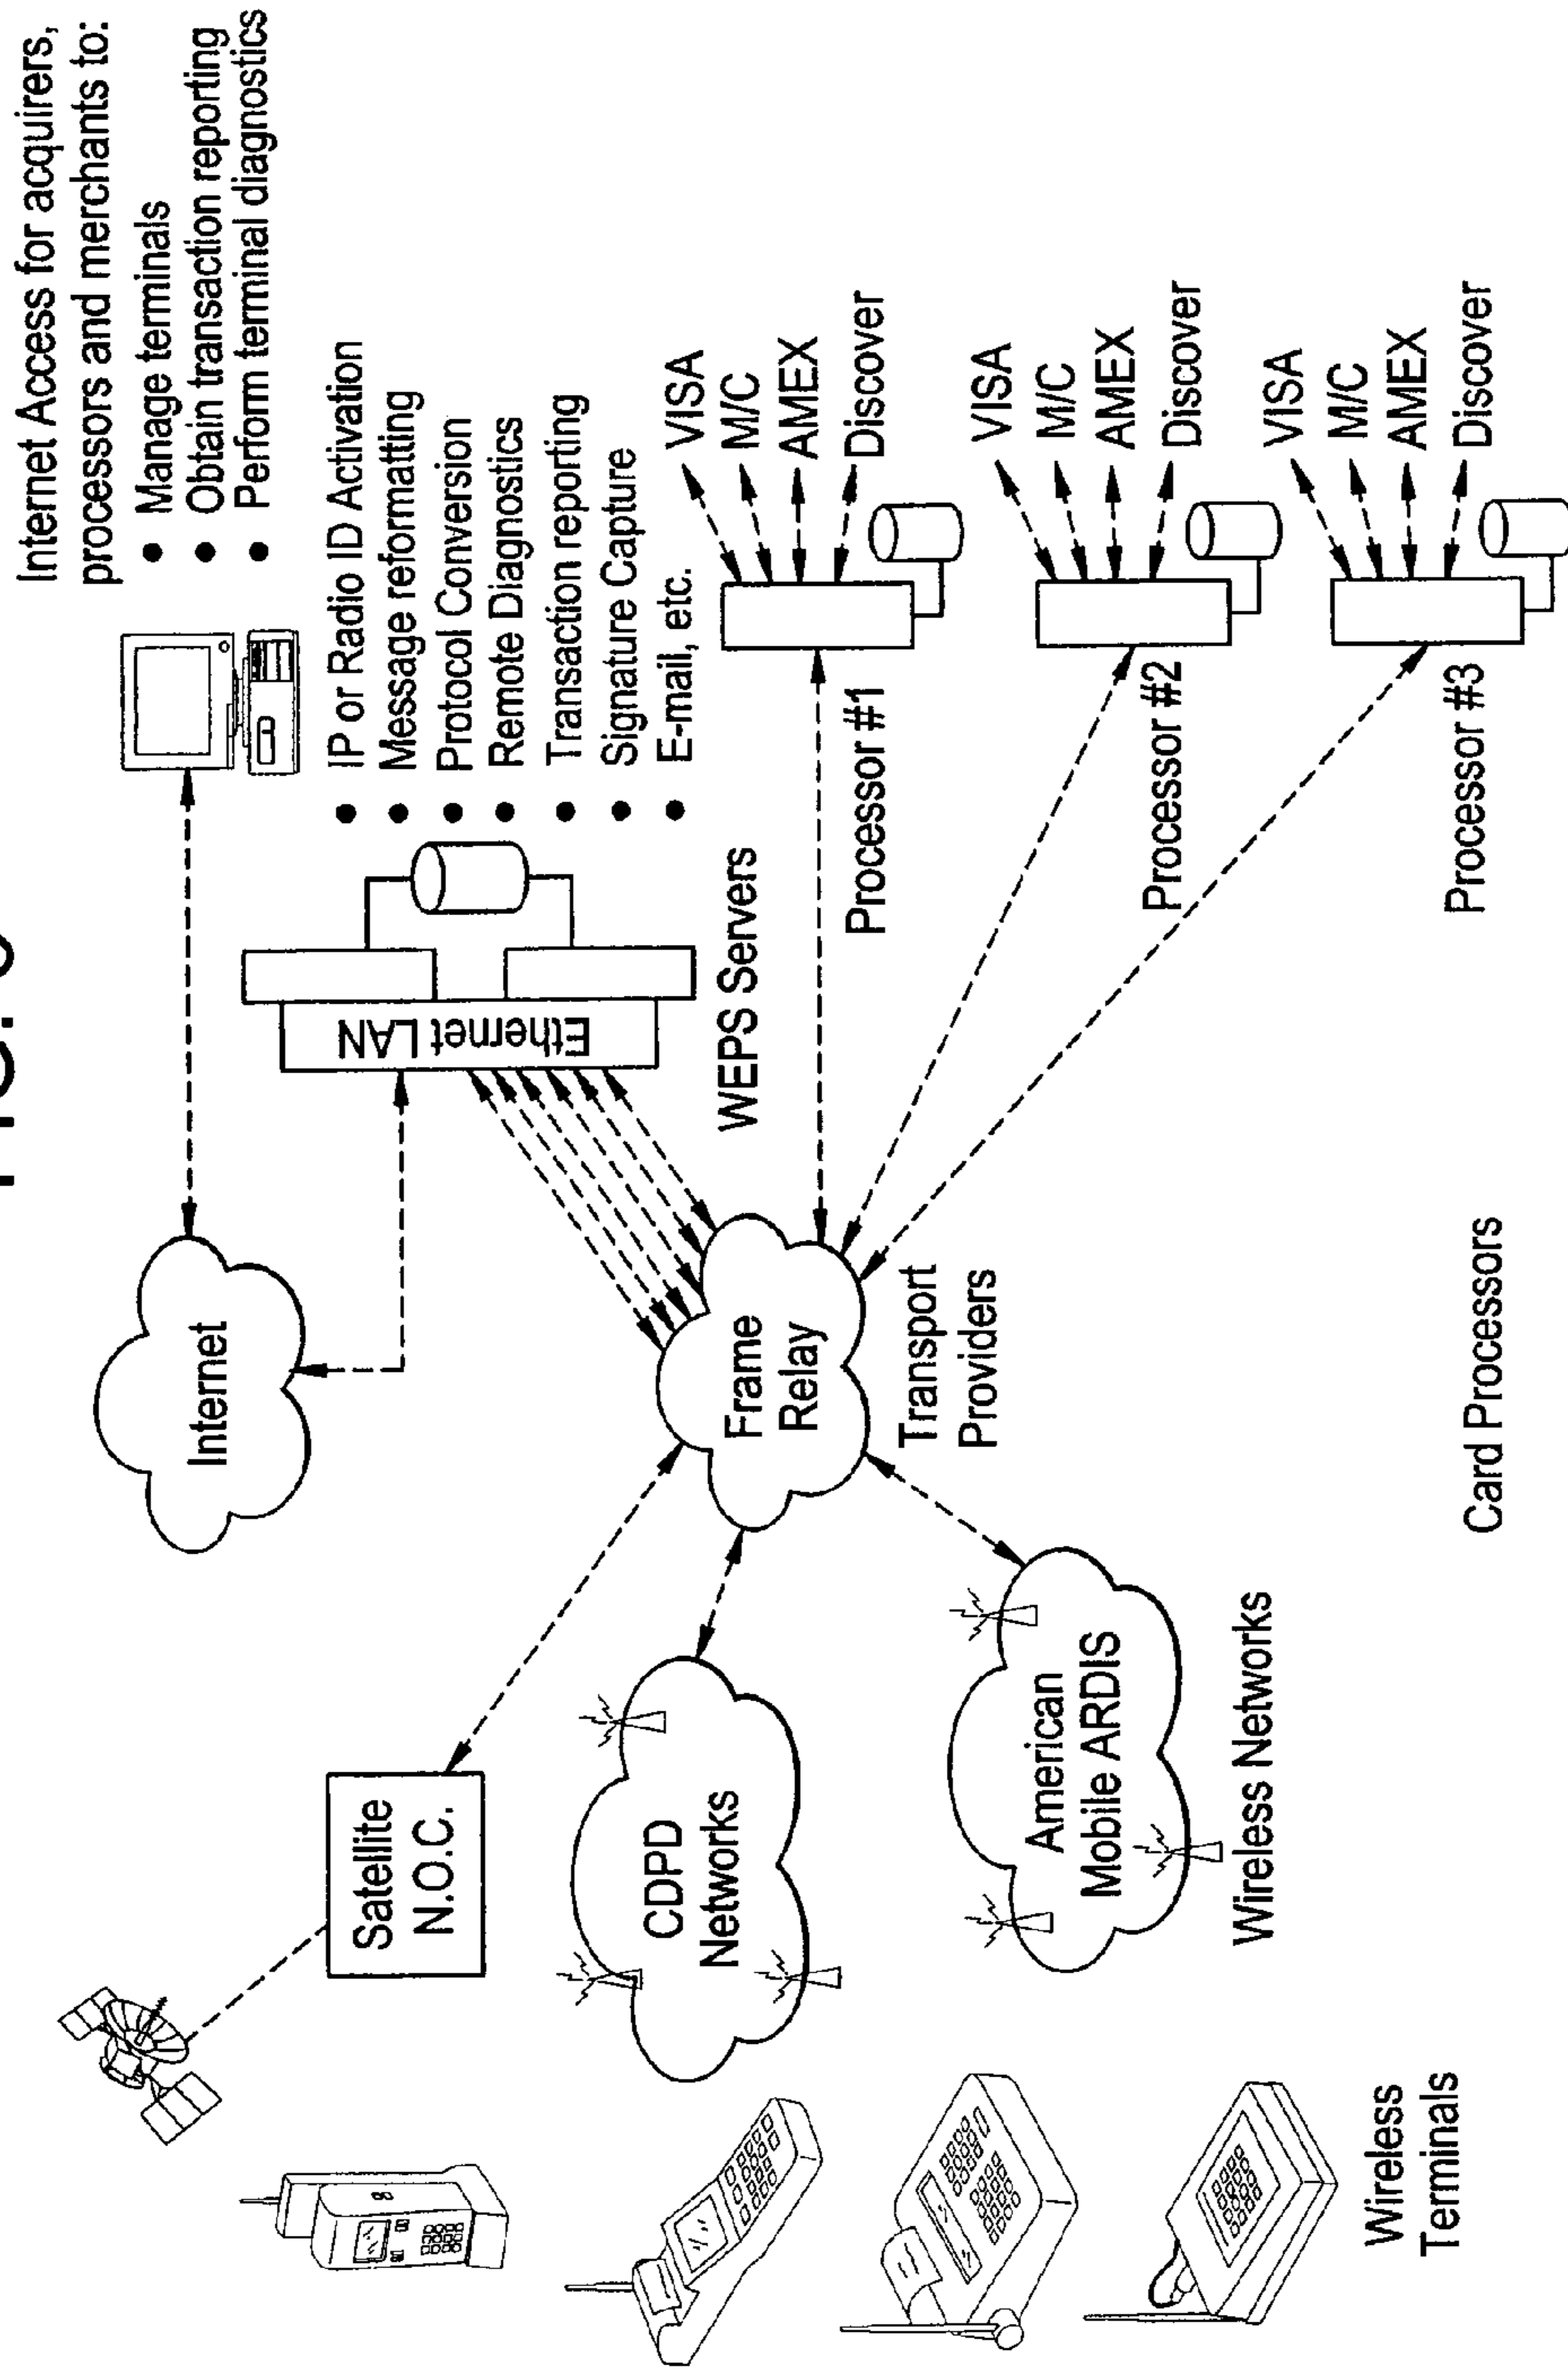 FIG.
Internet Access for acquirers,
processors and merchants to:
• Manage terminals
• Obtain transaction reporting
• Perform terminal diagnostics
Internet
• IP or Radio ID Activation
• Message reformatting
• Protocol Conversion
• Remote Diagnostics
• Transaction reporting
• Signature Capture
• E-mail, etc.
Ethernet LAN
WEPS Servers
Satellite
N.O.C.
CDPD
Networks
American
Mobile ARDIS
Wireless Networks
Frame
Relay
Transport
Providers
Processor #1
VISA
M/C
AMEX
Discover
Processor #2
VISA
M/C
AMEX
Discover
Processor #3
VISA
M/C
AMEX
Discover
Wireless
Terminals
Card Processors